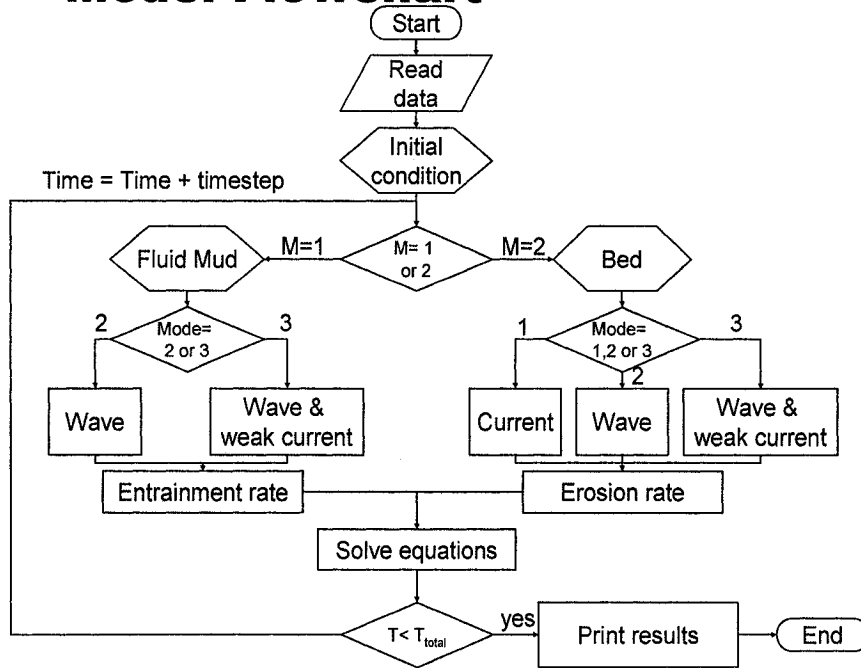 Model Flowchart
Start
Read
data
Initial
condition
Time = Time + timestep
Fluid Mud
M=1
M= 1
or 2
M=2
Bed
2
Mode=
2 or 3
3
1
Mode=
1,2 or 3
3
2
Wave
Wave &
weak current
Current
Wave
Wave &
weak current
Entrainment rate
Erosion rate
Solve equations
T< Ttotal
yes
Print results
End